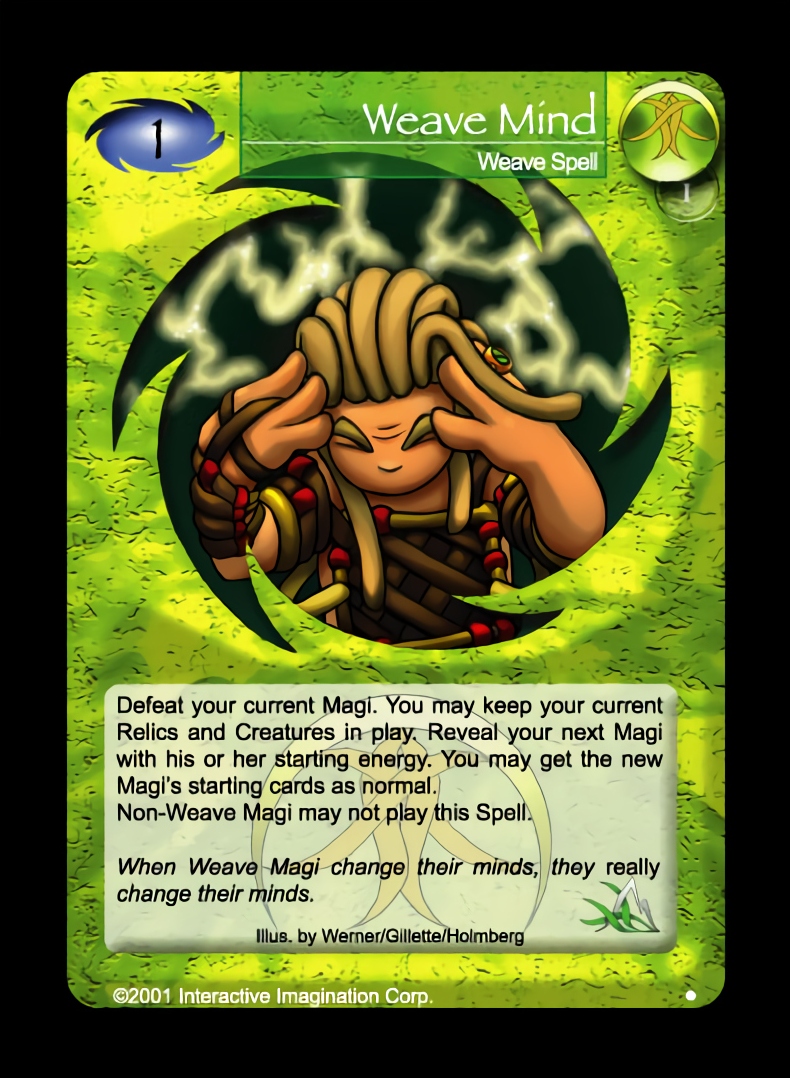 1
Weave Mind
Weave Spell
1
Defeat your current Magi. You may keep your current
Relics and Creatures in play. Reveal your next Magi
with his or her starting energy. You may get the new
Magi's starting cards as normal.
Non-Weave Magi may not play this Spell.
When Weave Magi change their minds, they really
change their minds.
Illus. by Werner/Gillette/Holmberg
©2001 Interactive Imagination Corp.